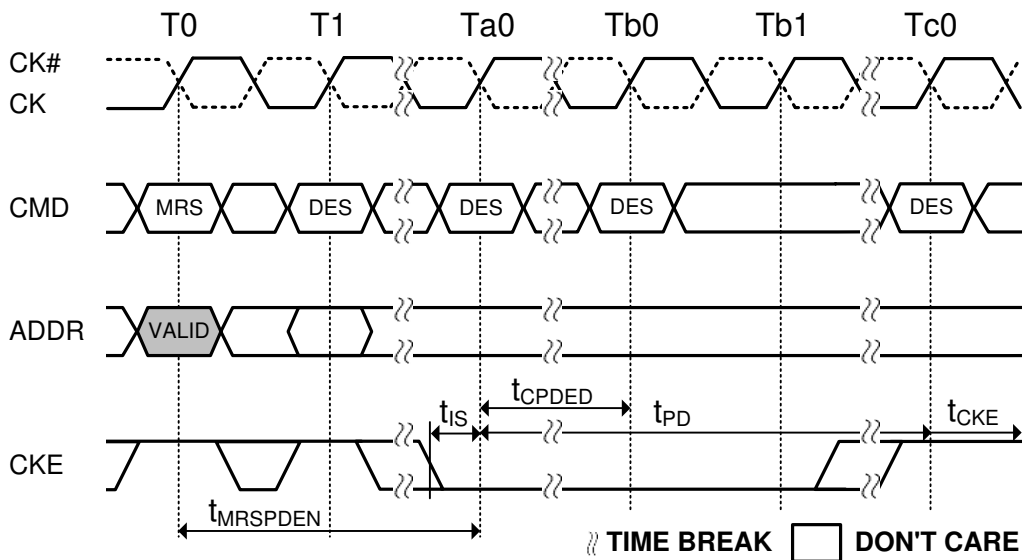 T0 T1 Ta0 Tb0 Tb1 Tc0
CK#
CK
CMD MRS DES DES DES DES
ADDR VALID
tIS tCPDED tPD tCKE
CKE
tMRSPDEN
TIME BREAK DON'T CARE